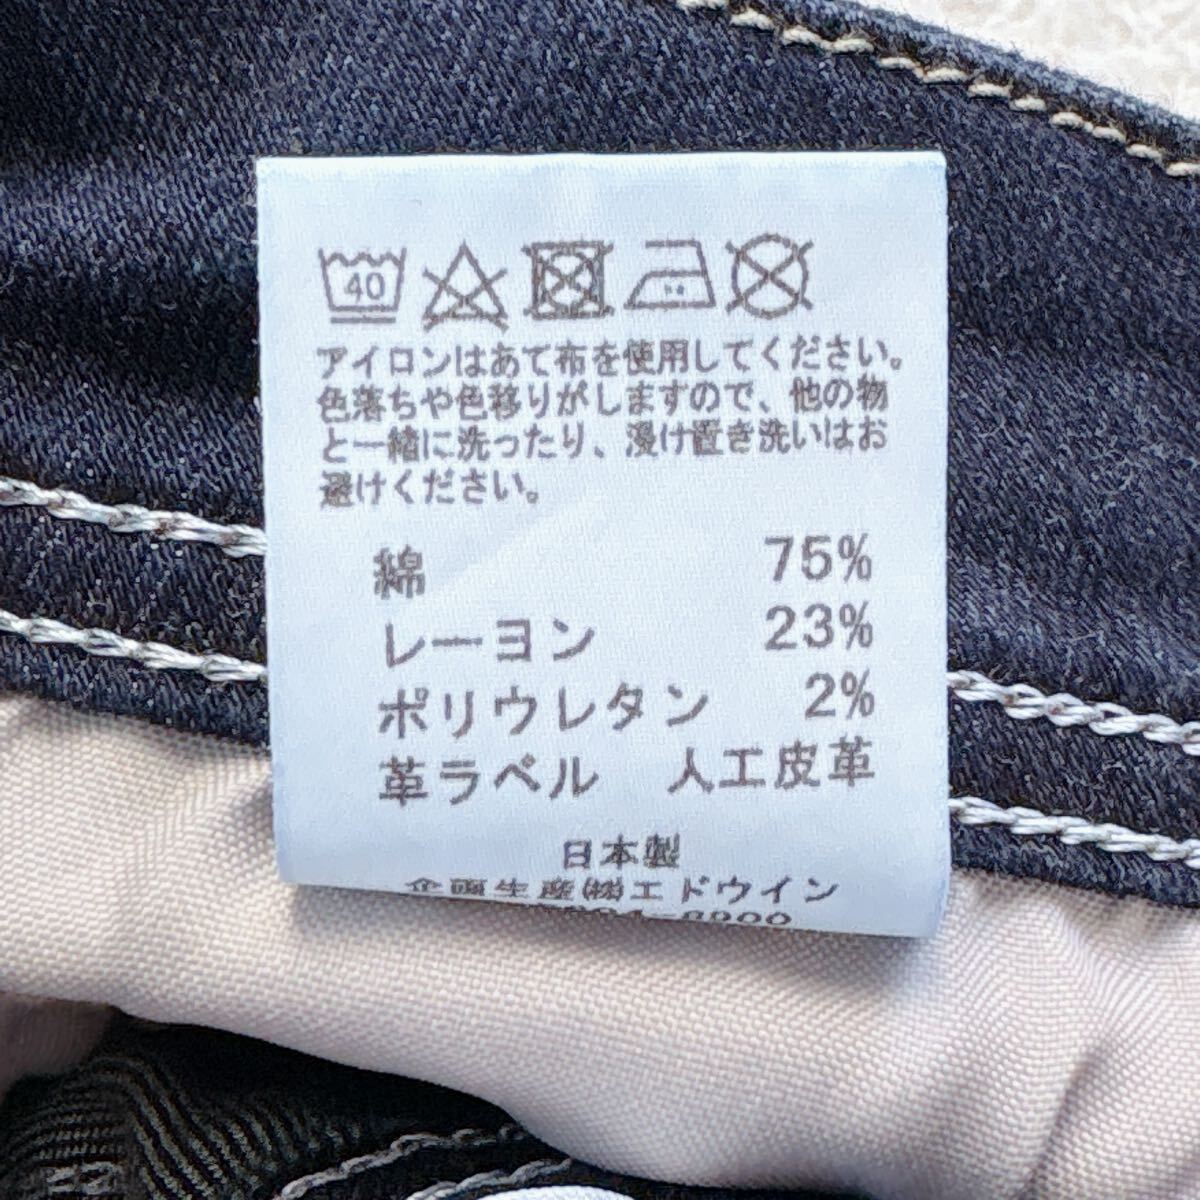 40
アイロンはあて布を使用してください。
色落ちや色移りがしますので、他の物
と一緒に洗ったり、浸け置き洗いはお
避けください。
綿 75%
レーヨン 23%
ポリウレタン 2%
革ラベル 人工皮革
日本製
企画生産㈱エドウイン